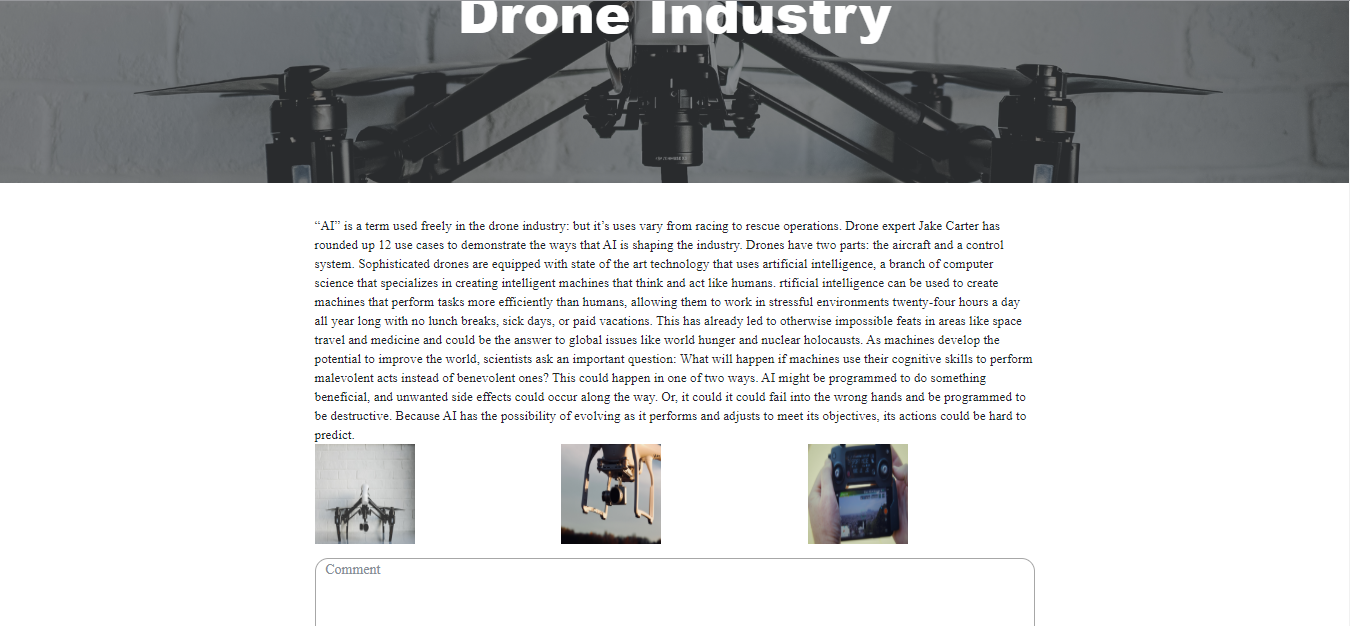 Drone Industry
“AI” is a term used freely in the drone industry: but it’s uses vary from racing to rescue operations. Drone expert Jake Carter has
rounded up 12 use cases to demonstrate the ways that AI is shaping the industry. Drones have two parts: the aircraft and a control
system. Sophisticated drones are equipped with state of the art technology that uses artificial intelligence, a branch of computer
science that specializes in creating intelligent machines that think and act like humans. rtificial intelligence can be used to create
machines that perform tasks more efficiently than humans, allowing them to work in stressful environments twenty-four hours a day
all year long with no lunch breaks, sick days, or paid vacations. This has already led to otherwise impossible feats in areas like space
travel and medicine and could be the answer to global issues like world hunger and nuclear holocausts. As machines develop the
potential to improve the world, scientists ask an important question: What will happen if machines use their cognitive skills to perform
malevolent acts instead of benevolent ones? This could happen in one of two ways. AI might be programmed to do something
beneficial, and unwanted side effects could occur along the way. Or, it could it could fail into the wrong hands and be programmed to
be destructive. Because AI has the possibility of evolving as it performs and adjusts to meet its objectives, its actions could be hard to
predict.
Comment